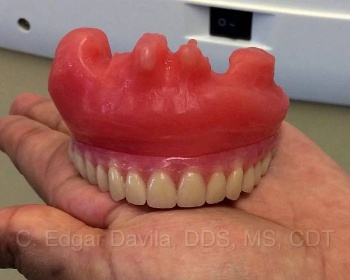 C. Edgar Davila, DDS, MS, CDT